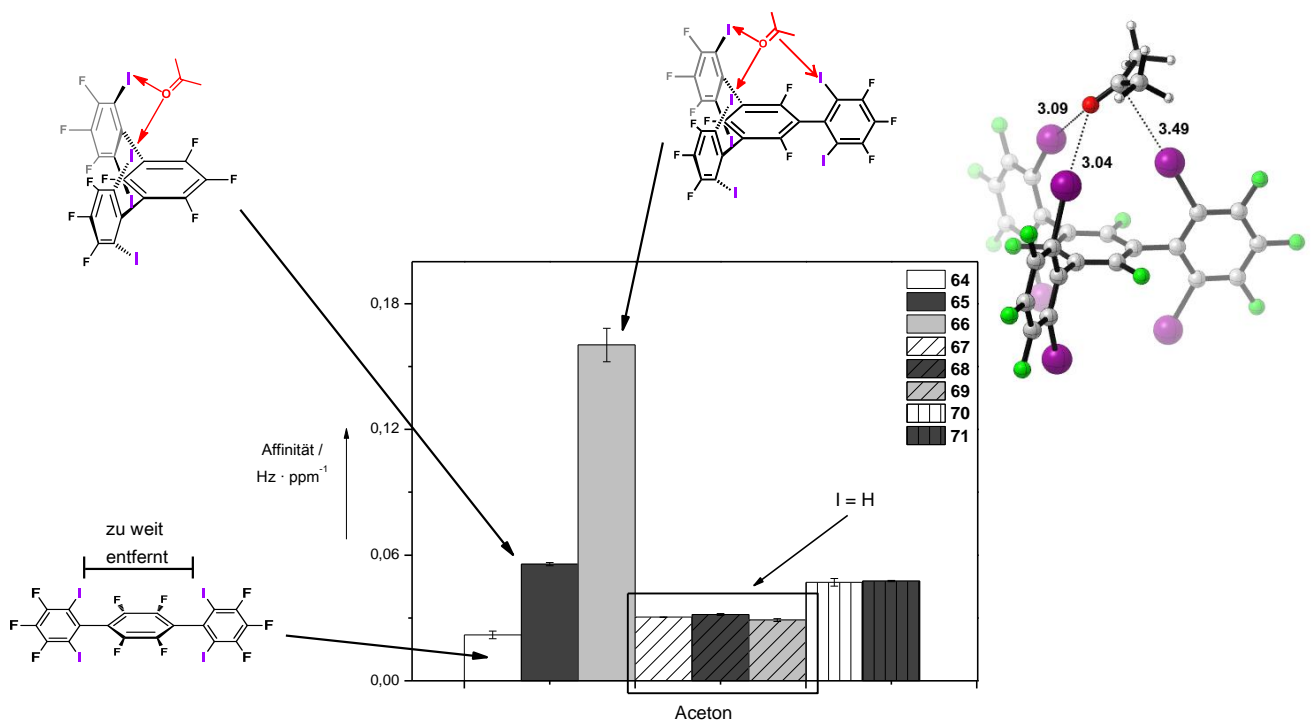 F
I
F
O
F
I
F
F
F
F
I
F
F
F
I
I
O
F
I
F
I
F
F
F
F
F
F
F
F
F
I
F
F
I
3.09
3.49
3.04
64
65
66
67
68
69
70
71
0,18
0,12
0,06
0,00
Affinität /
Hz · ppm⁻¹
I = H
zu weit
entfernt
F
I
F
F
I
F
F
F
F
F
I
F
F
I
F
Aceton